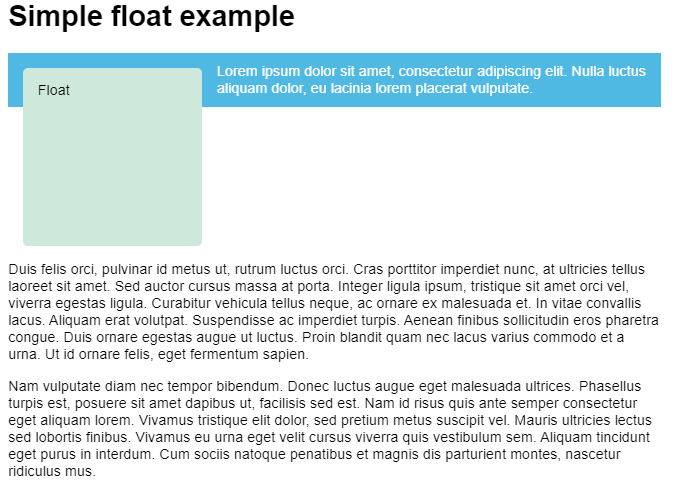 Simple float example
Float
Lorem ipsum dolor sit amet, consectetur adipiscing elit. Nulla luctus
aliquam dolor, eu lacinia lorem placerat vulputate.
Duis felis orci, pulvinar id metus ut, rutrum luctus orci. Cras porttitor imperdiet nunc, at ultricies tellus
laoreet sit amet. Sed auctor cursus massa at porta. Integer ligula ipsum, tristique sit amet orci vel,
viverra egestas ligula. Curabitur vehicula tellus neque, ac ornare ex malesuada et. In vitae convallis
lacus. Aliquam erat volutpat. Suspendisse ac imperdiet turpis. Aenean finibus sollicitudin eros pharetra
congue. Duis ornare egestas augue ut luctus. Proin blandit quam nec lacus varius commodo et a
urna. Ut id ornare felis, eget fermentum sapien.
Nam vulputate diam nec tempor bibendum. Donec luctus augue eget malesuada ultrices. Phasellus
turpis est, posuere sit amet dapibus ut, facilisis sed est. Nam id risus quis ante semper consectetur
eget aliquam lorem. Vivamus tristique elit dolor, sed pretium metus suscipit vel. Mauris ultricies lectus
sed lobortis finibus. Vivamus eu urna eget velit cursus viverra quis vestibulum sem. Aliquam tincidunt
eget purus in interdum. Cum sociis natoque penatibus et magnis dis parturient montes, nascetur
ridiculus mus.